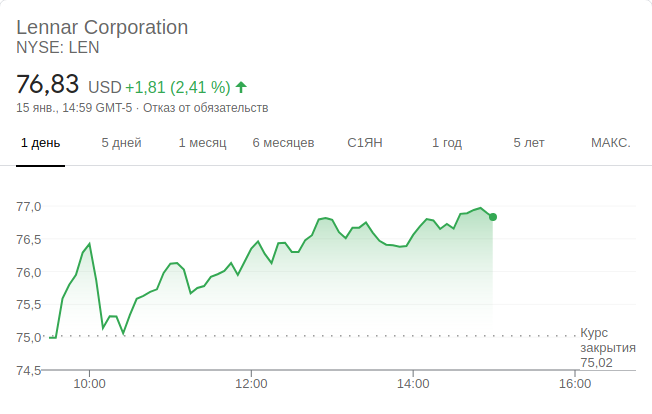 Lennar Corporation
NYSE: LEN
76,83 USD +1,81 (2,41 %)
15 янв., 14:59 GMT-5 · Отказ от обязательств
1 день 5 дней 1 месяц 6 месяцев С1ЯН 1 год 5 лет МАКС.
77,0
76,5
76,0
75,5
75,0
74,5
Курс
закрытия
75,02
10:00 12:00 14:00 16:00